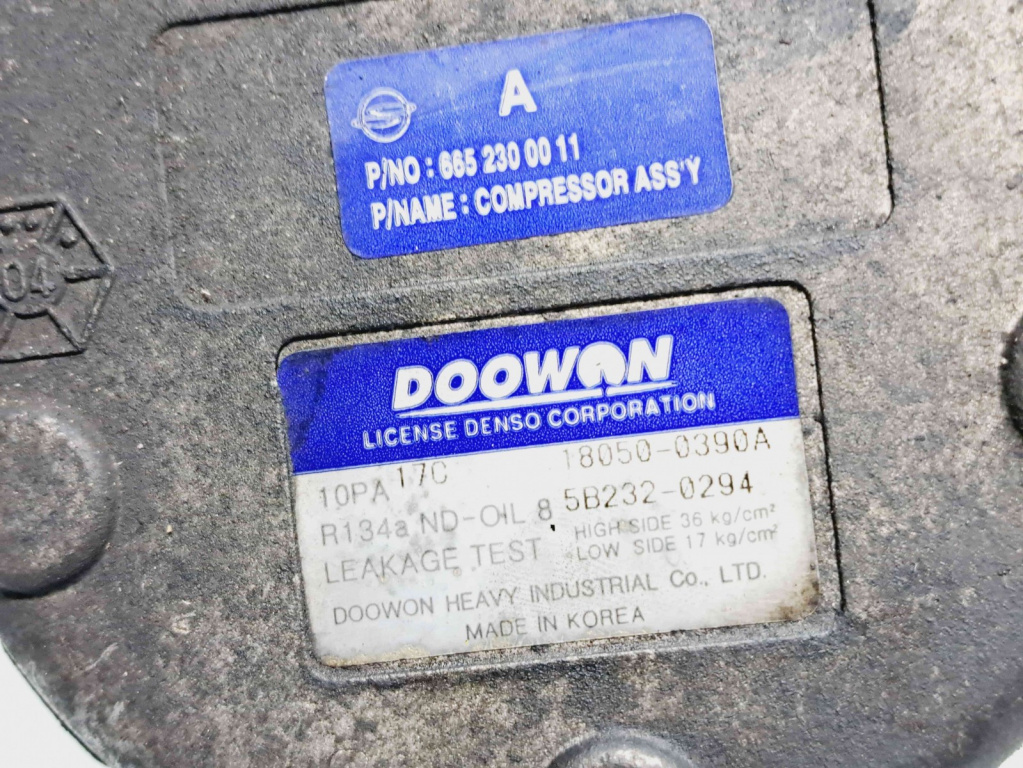 A
P/NO : 665 230 00 11
P/NAME : COMPRESSOR ASS'Y
04
DOOWON
LICENSE DENSO CORPORATION
10PA 17C 18050-0390A
R134a ND-OIL 8 5B232-0294
LEAKAGE TEST HIGH SIDE 36 kg/cm²
LOW SIDE 17 kg/cm²
DOOWON HEAVY INDUSTRIAL Co., LTD.
MADE IN KOREA